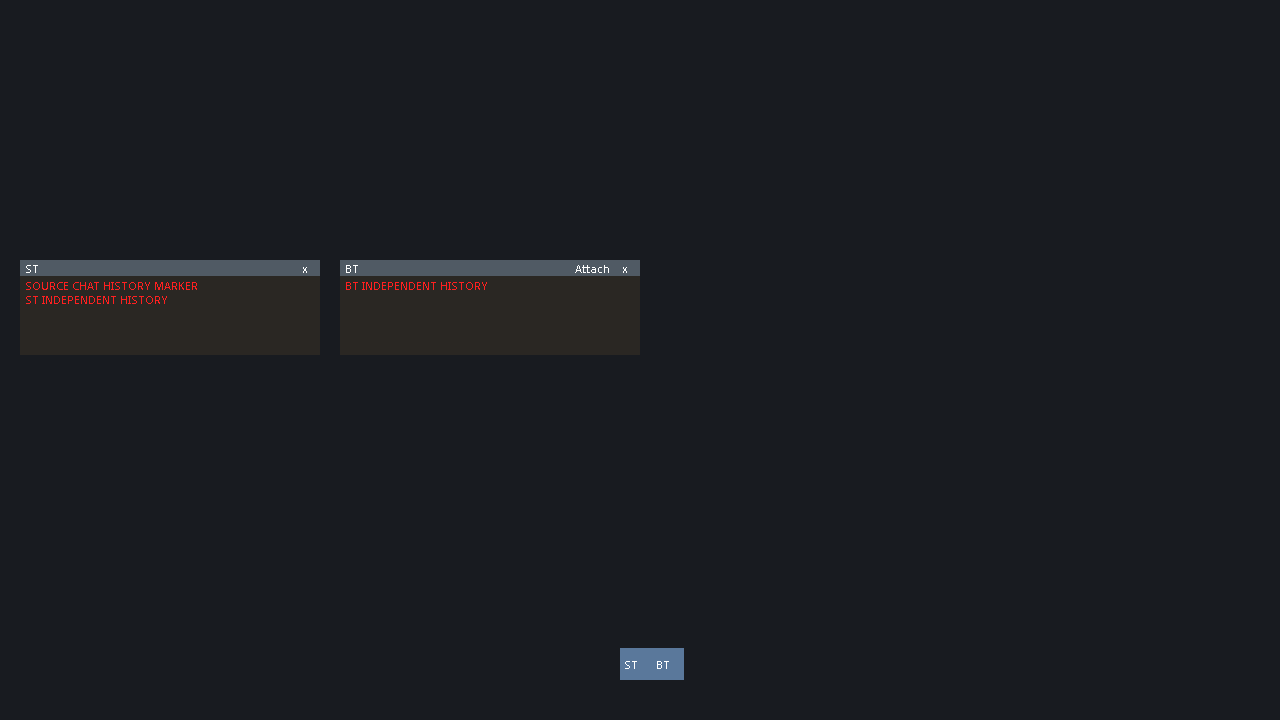 ST x
SOURCE CHAT HISTORY MARKER
ST INDEPENDENT HISTORY
BT Attach x
BT INDEPENDENT HISTORY
ST BT